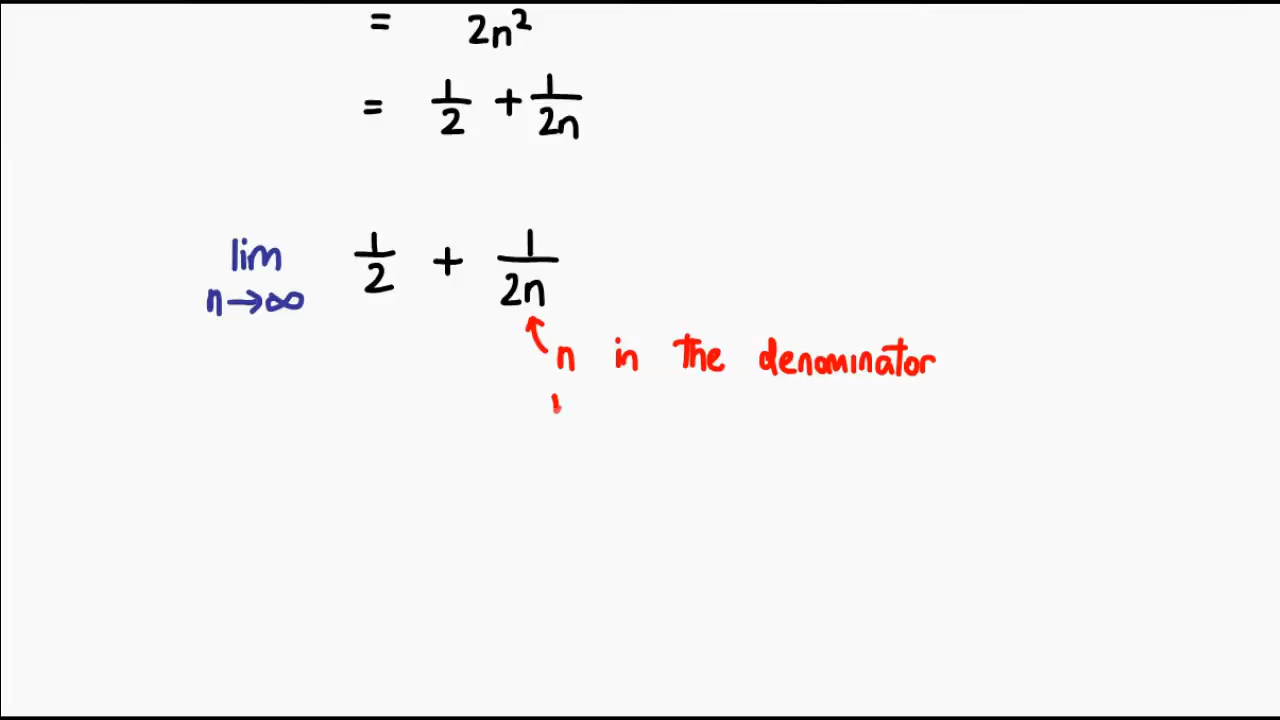 = 2n²
= 1/2 + 1/2n
lim n→∞ 1/2 + 1/2n
n in the denominator